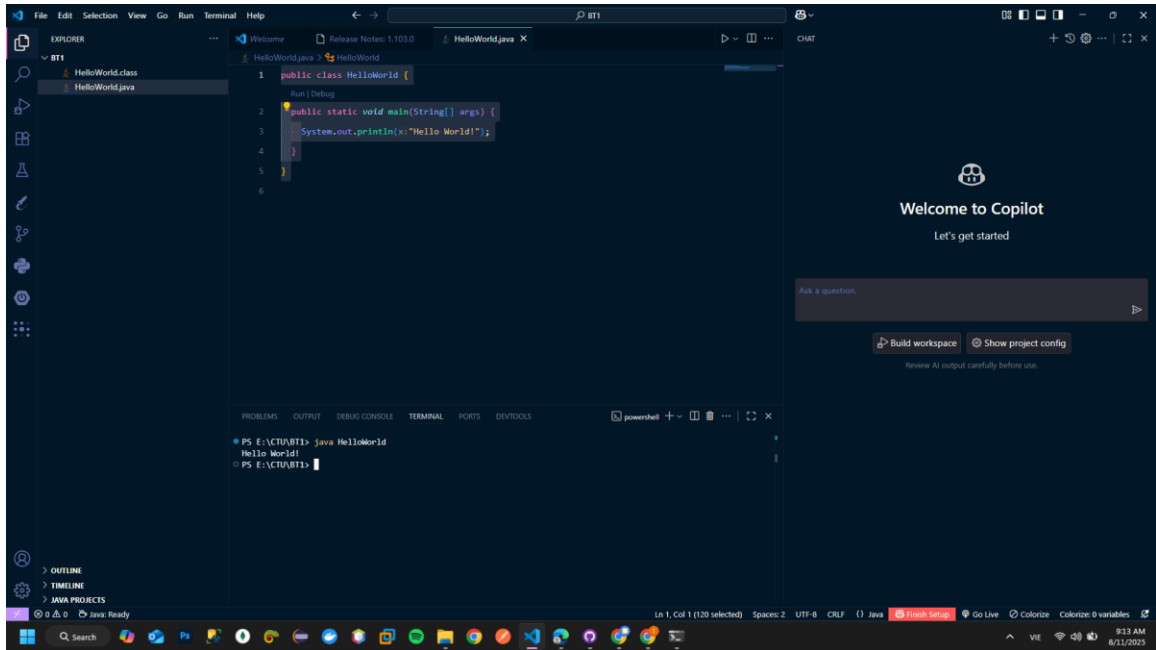 File Edit Selection View Go Run Terminal Help
BT1
EXPLORER
BT1
HelloWorld.class
HelloWorld.java
OUTLINE
TIMELINE
JAVA PROJECTS
Welcome
Release Notes: 1.103.0
HelloWorld.java
HelloWorld.java > HelloWorld
1 public class HelloWorld {
Run | Debug
2 public static void main(String[] args) {
3 System.out.println(x:"Hello World!");
4 }
5 }
6
PROBLEMS OUTPUT DEBUG CONSOLE TERMINAL PORTS DEVTOOLS
powershell
PS E:\CTU\BT1> java HelloWorld
Hello World!
PS E:\CTU\BT1>
CHAT
Welcome to Copilot
Let's get started
Ask a question.
Build workspace
Show project config
Review AI output carefully before use.
0 0 Java: Ready
Ln 1, Col 1 (120 selected) Spaces: 2 UTF-8 CRLF {} Java Finish Setup Go Live Colorize Colorize: 0 variables
Search
Ps
VIE
9:13 AM
8/11/2025